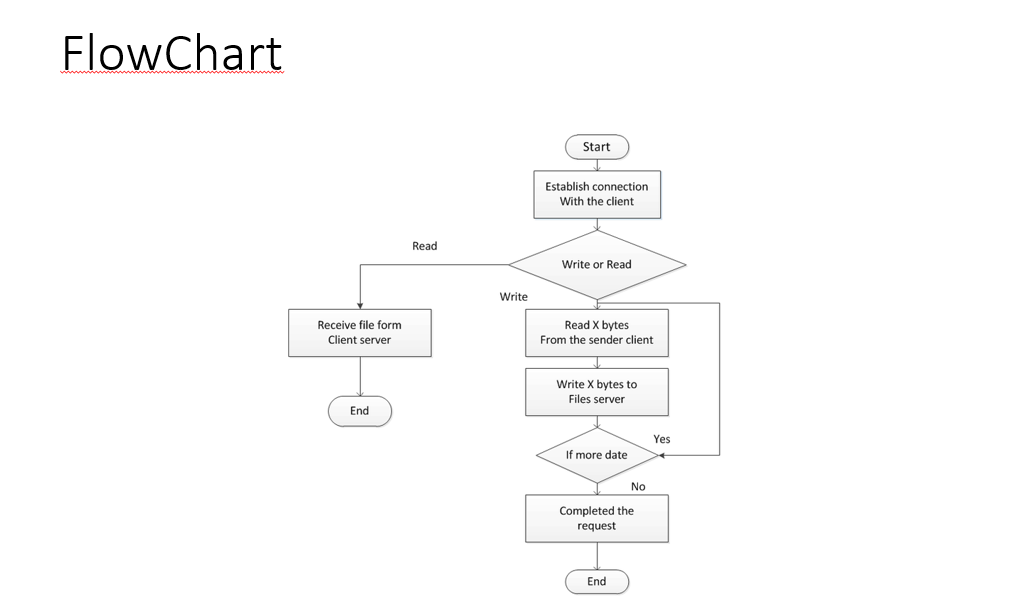 FlowChart
Start
Establish connection
With the client
Read
Write or Read
Write
Receive file form
Client server
Read X bytes
From the sender client
Write X bytes to
Files server
End
Yes
If more date
No
Completed the
request
End